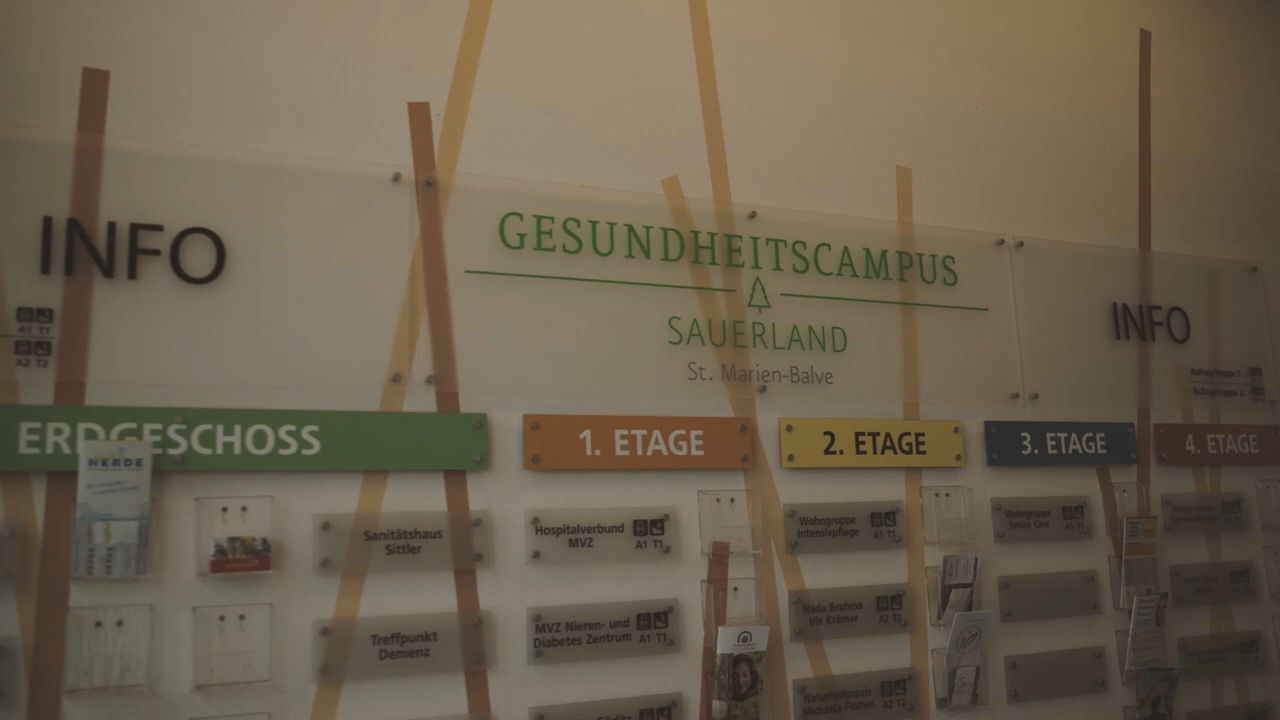 INFO
A1 T1
A2 T2
GESUNDHEITSCAMPUS
SAUERLAND
St. Marien-Balve
INFO
ERDGESCHOSS
1. ETAGE
2. ETAGE
3. ETAGE
4. ETAGE
HERDE
Sanitätshaus
Sittler
Treffpunkt
Demenz
Hospitalverbund
MVZ
A1 T1
MVZ Nieren- und
Diabetes Zentrum
A1 T1
Wohngruppe
Intensivpflege
A1 T1
Nada Brahma
Iris Krämer
A2 T2
Naturheilpraxis
Michaela Fischer
A2 T2
Wohngruppe
Senior Care
A1 T1